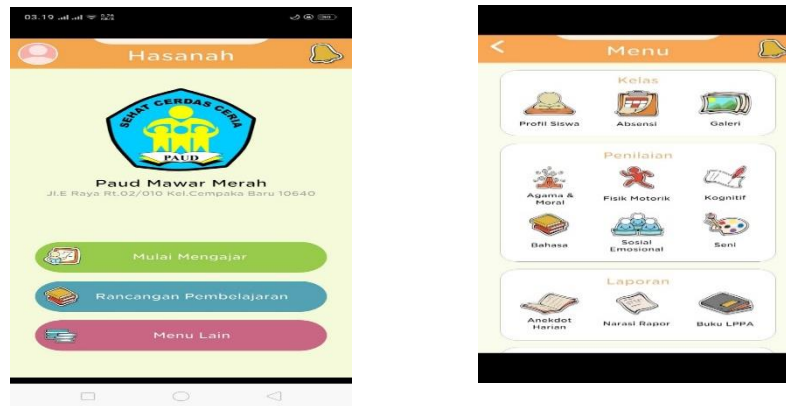 03.19
Hasanah
SEHAT CERDAS CERIA
PAUD
Paud Mawar Merah
Jl.E Raya Rt.02/010 Kel.Cempaka Baru 10640
Mulai Mengajar
Rancangan Pembelajaran
Menu Lain
Menu
Kelas
Profil Siswa
Absensi
Galeri
Penilaian
Agama &
Moral
Fisik Motorik
Kognitif
Bahasa
Sosial
Emosional
Seni
Laporan
Anekdot
Harian
Narasi Rapor
Buku LPPA